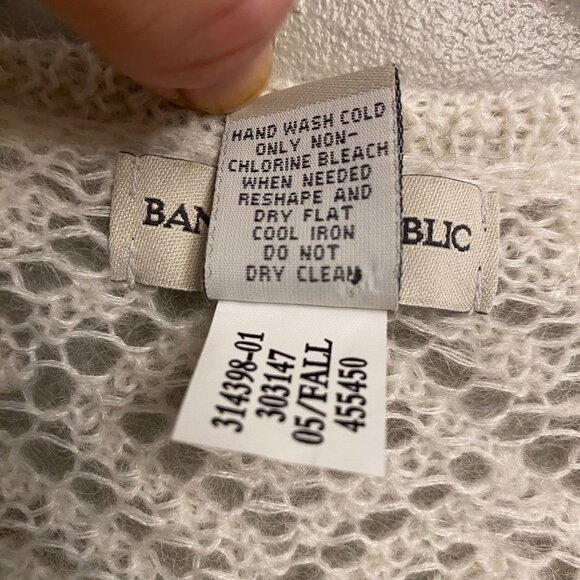 HAND WASH COLD
ONLY NON-
CHLORINE BLEACH
WHEN NEEDED
RESHAPE AND
DRY FLAT
COOL IRON
DO NOT
DRY CLEAN
BAN BLIC
314398-01
303147
05/FALL
455450